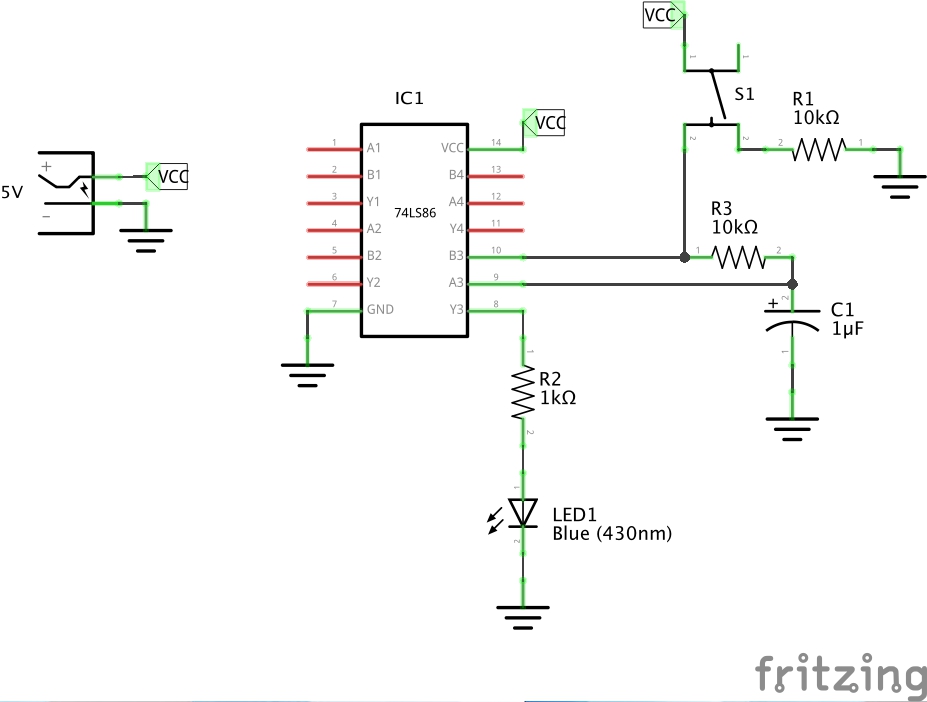 VCC
1
1
S1
2
2
R1
10kΩ
2
1
5V
+
−
VCC
IC1
VCC
74LS86
1
A1
VCC
14
2
B1
B4
13
3
Y1
A4
12
4
A2
Y4
11
5
B2
B3
10
6
Y2
A3
9
7
GND
Y3
8
R3
10kΩ
1
2
+
2
C1
1µF
1
1
R2
1kΩ
2
1
LED1
Blue (430nm)
2
fritzing